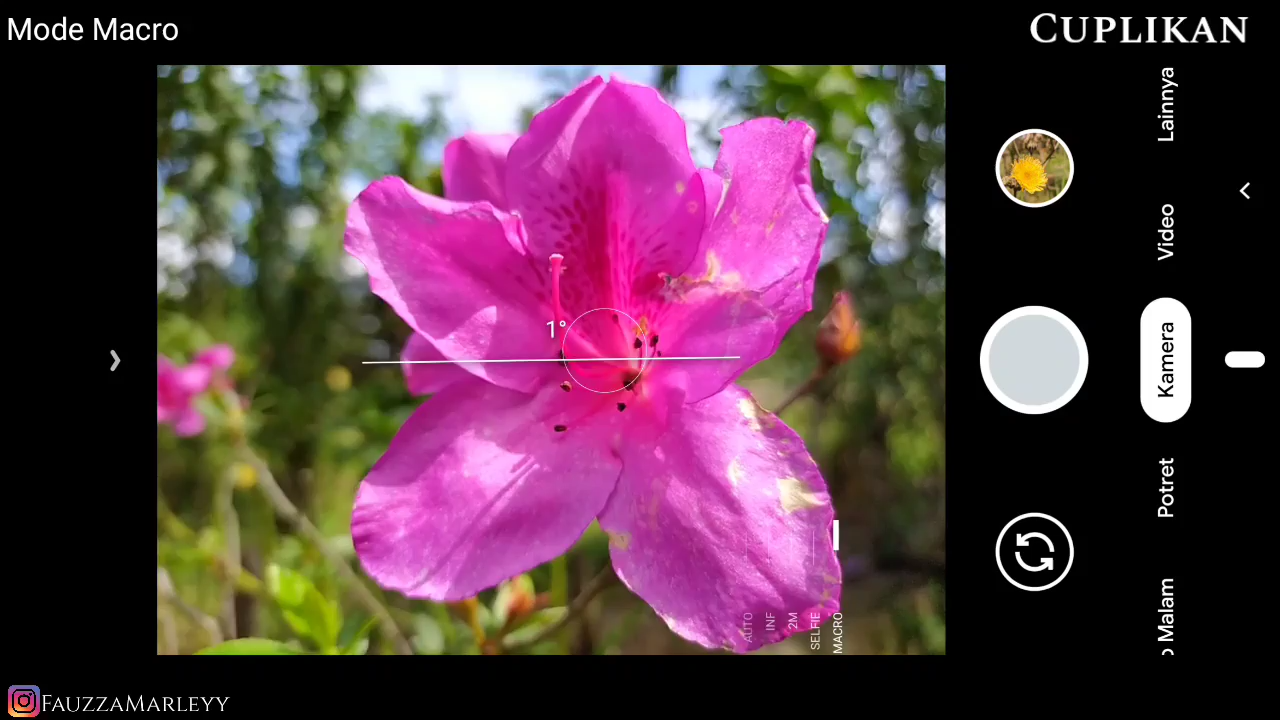 Mode Macro
CUPLIKAN
Lainnya
Video
Kamera
Potret
o Malam
1°
AUTO
INF
2M
SELFIE
MACRO
FAUZZAMARLEYY